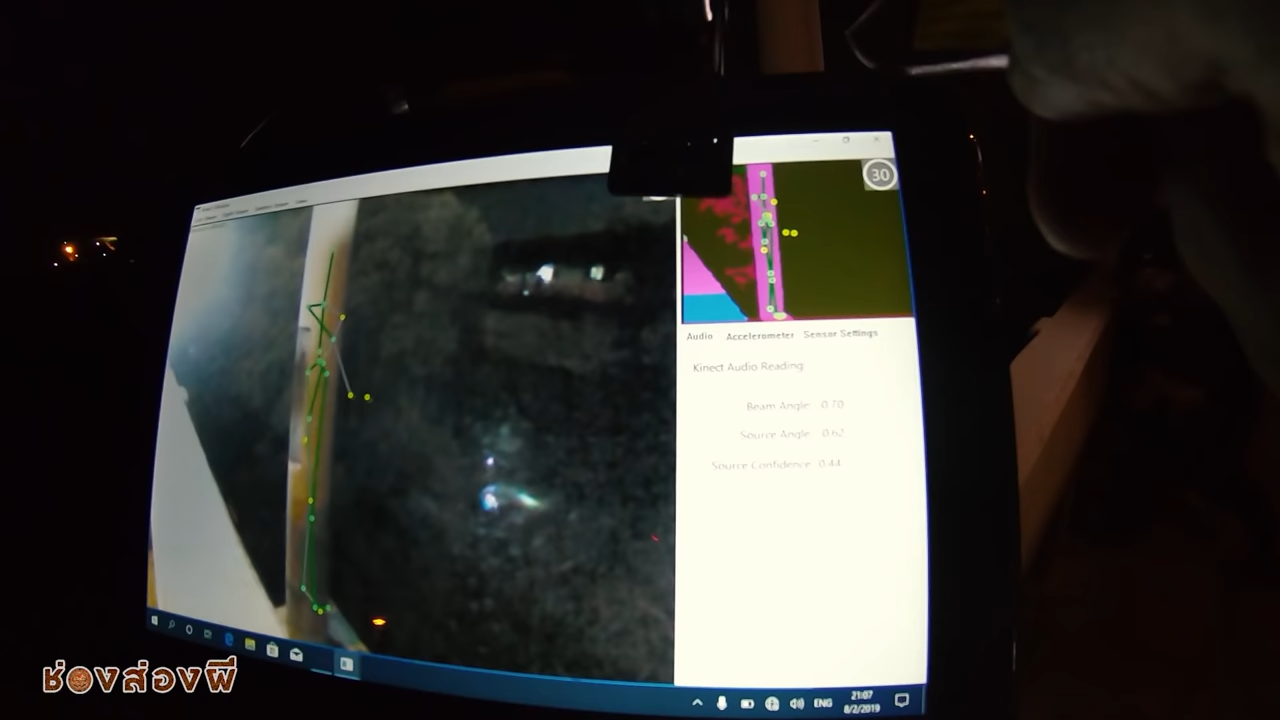 30
Audio Accelerometer Sensor Settings
Kinect Audio Reading
Beam Angle: -0.70
Source Angle: -0.62
Source Confidence: 0.44
ENG
21:07
8/2/2019
ช่องส่องผี